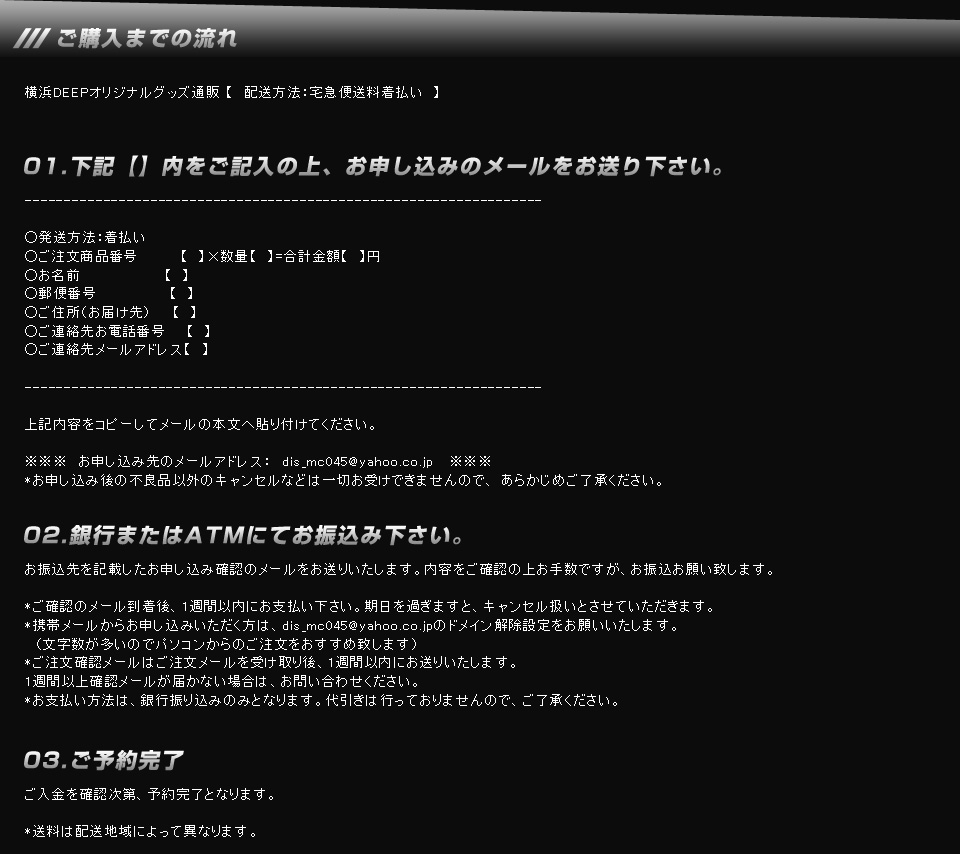 ご購入までの流れ
横浜DEEPオリジナルグッズ通販【　配送方法:宅急便送料着払い　】
01.下記【】内をご記入の上、お申し込みのメールをお送り下さい。
------------------------------------------------------------------
○発送方法:着払い
○ご注文商品番号　　　【　】×数量【　】=合計金額【　】円
○お名前　　　　　　【　】
○郵便番号　　　　　【　】
○ご住所(お届け先)　　【　】
○ご連絡先お電話番号　　【　】
○ご連絡先メールアドレス【　】
------------------------------------------------------------------
上記内容をコピーしてメールの本文へ貼り付けてください。
※※※　お申し込み先のメールアドレス:　dis_mc045@yahoo.co.jp　※※※
*お申し込み後の不良品以外のキャンセルなどは一切お受けできませんので、あらかじめご了承ください。
02.銀行またはATMにてお振込み下さい。
お振込先を記載したお申し込み確認のメールをお送りいたします。内容をご確認の上お手数ですが、お振込お願い致します。
*ご確認のメール到着後、1週間以内にお支払い下さい。期日を過ぎますと、キャンセル扱いとさせていただきます。
*携帯メールからお申しいみいただく方は、dis_mc045@yahoo.co.jpのドメイン解除設定をお願いいたします。
（文字数が多いのでパソコンからのご注文をおすすめ致します）
*ご注文確認メールはご注文メールを受け取り後、1週間以内にお送りいたします。
1週間以上確認メールが届かない場合は、お問い合わせください。
*お支払い方法は、銀行振り込みのみとなります。代引きは行っておりませんので、ご了承ください。
03.ご予約完了
ご入金を確認次第、予約完了となります。
*送料は配送地域によって異なります。